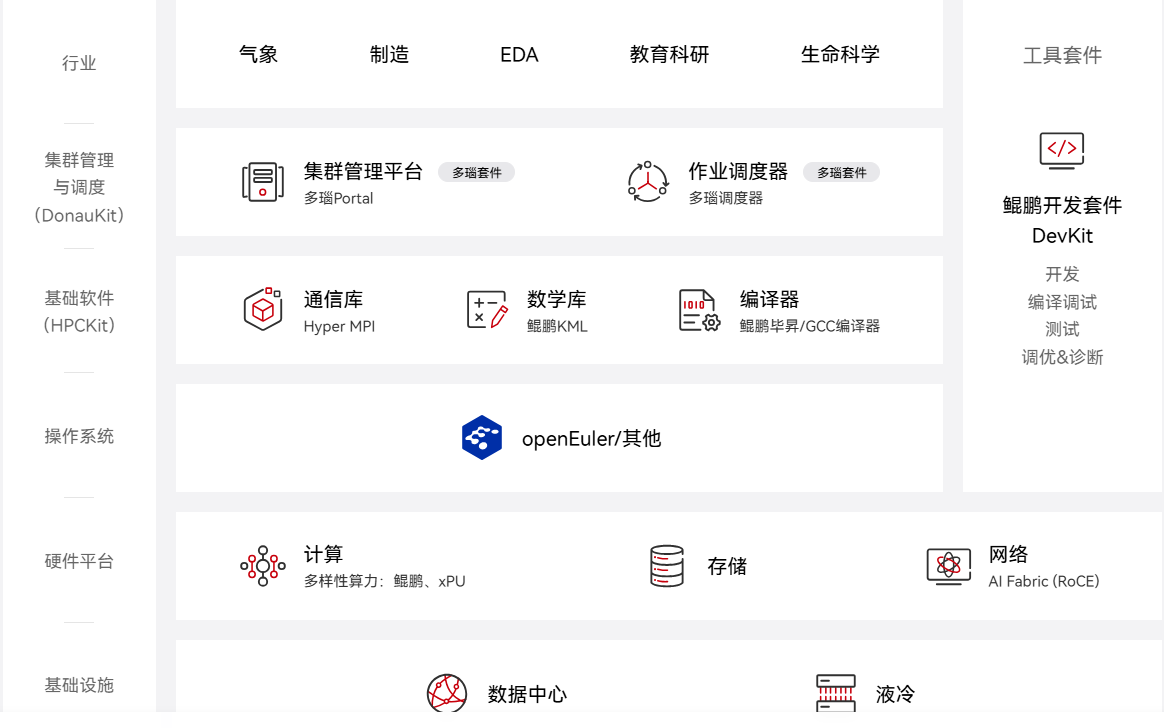 行业
气象
制造
EDA
教育科研
生命科学
工具套件
集群管理
与调度
（DonauKit）
集群管理平台
多瑙套件
多瑙Portal
作业调度器
多瑙套件
多瑙调度器
鲲鹏开发套件
DevKit
开发
编译调试
测试
调优&诊断
基础软件
（HPCKit）
通信库
Hyper MPI
数学库
鲲鹏KML
1010
编译器
鲲鹏毕昇/GCC编译器
操作系统
openEuler/其他
硬件平台
计算
多样性算力：鲲鹏、xPU
存储
网络
AI Fabric (RoCE)
基础设施
数据中心
液冷